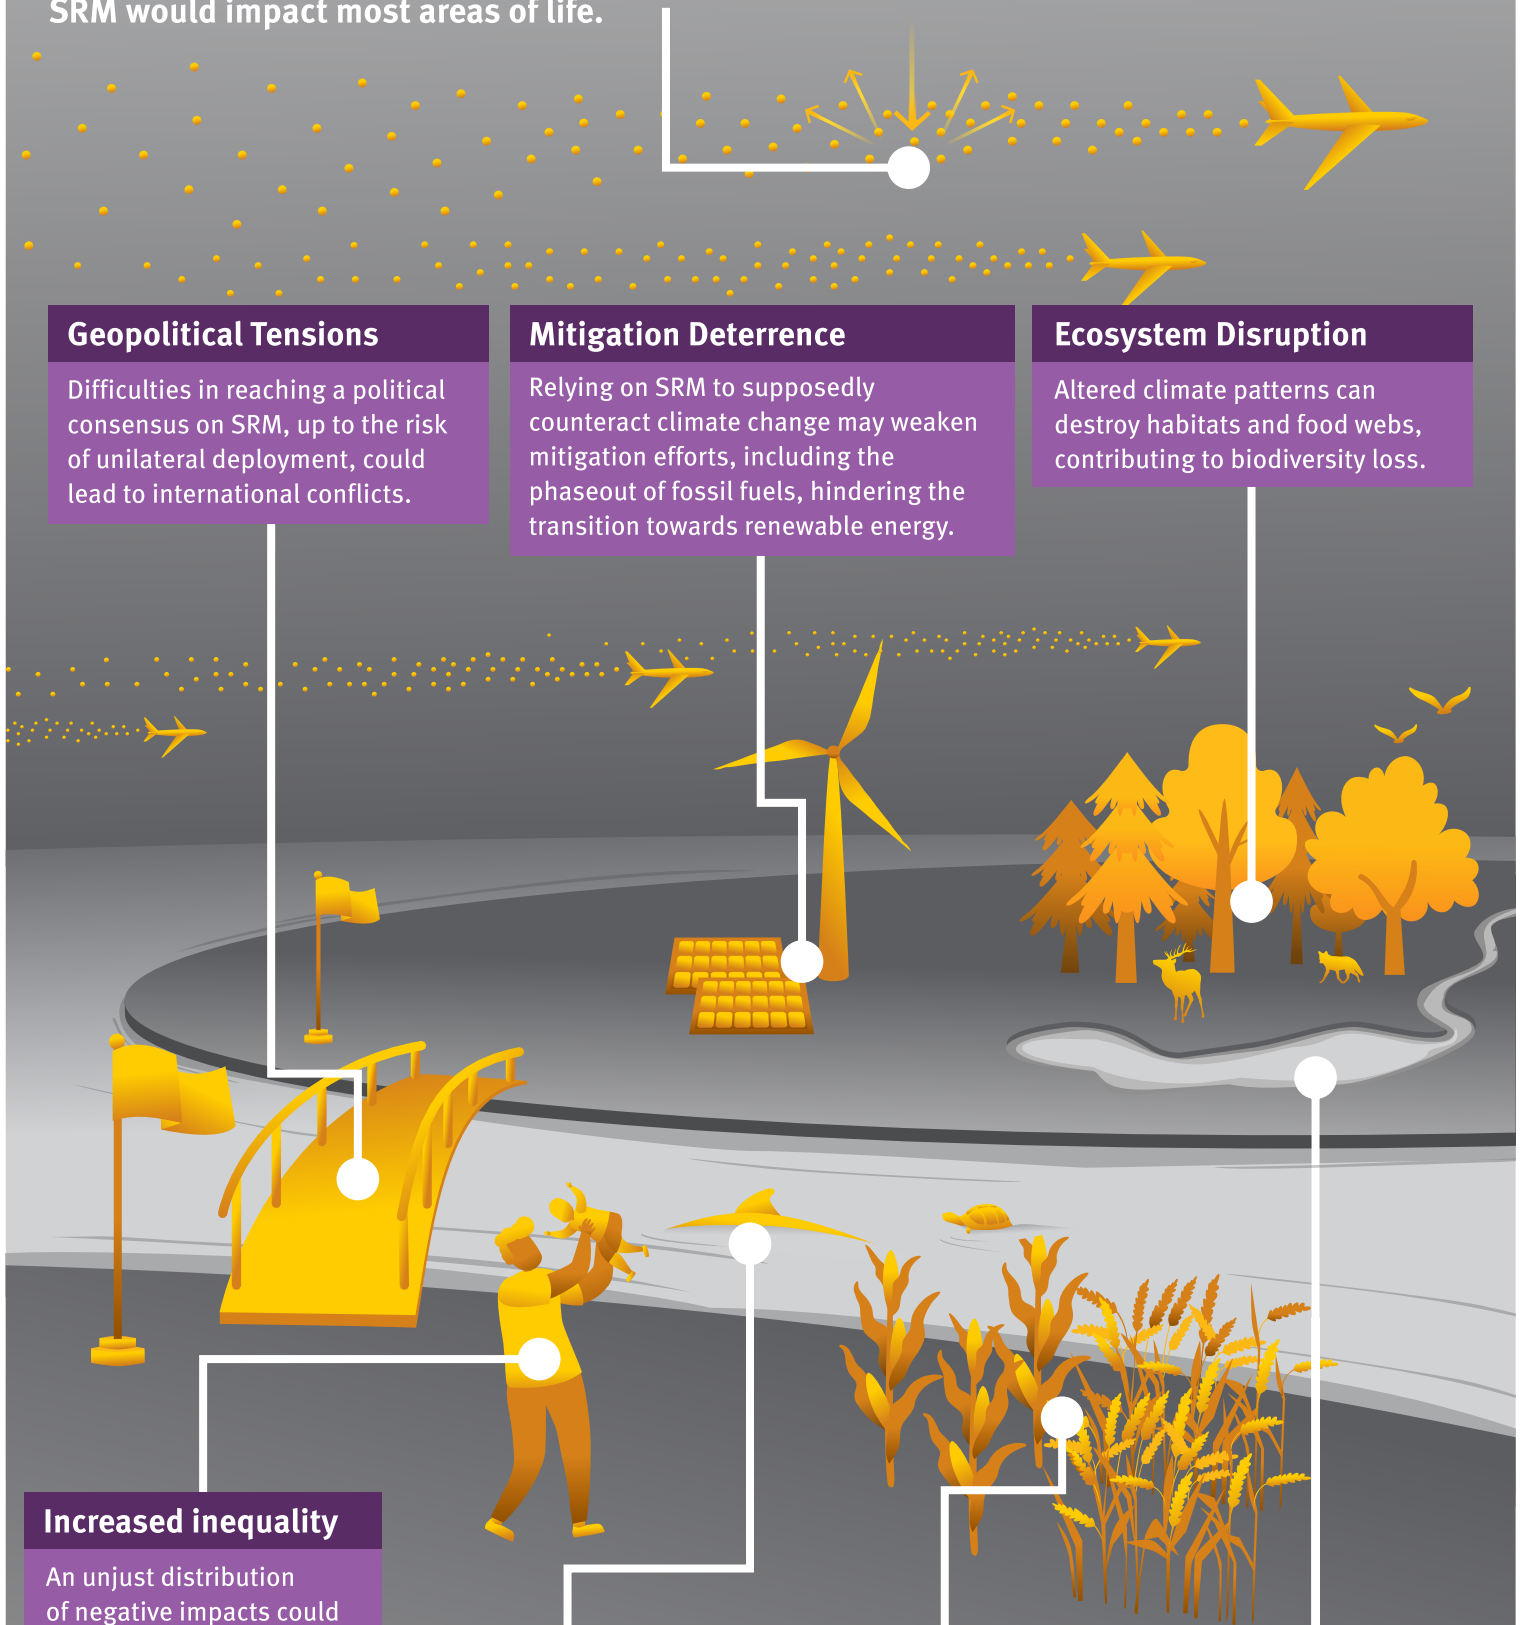 SRM would impact most areas of life.
Geopolitical Tensions
Difficulties in reaching a political
consensus on SRM, up to the risk
of unilateral deployment, could
lead to international conflicts.
Mitigation Deterrence
Relying on SRM to supposedly
counteract climate change may weaken
mitigation efforts, including the
phaseout of fossil fuels, hindering the
transition towards renewable energy.
Ecosystem Disruption
Altered climate patterns can
destroy habitats and food webs,
contributing to biodiversity loss.
Increased inequality
An unjust distribution
of negative impacts could